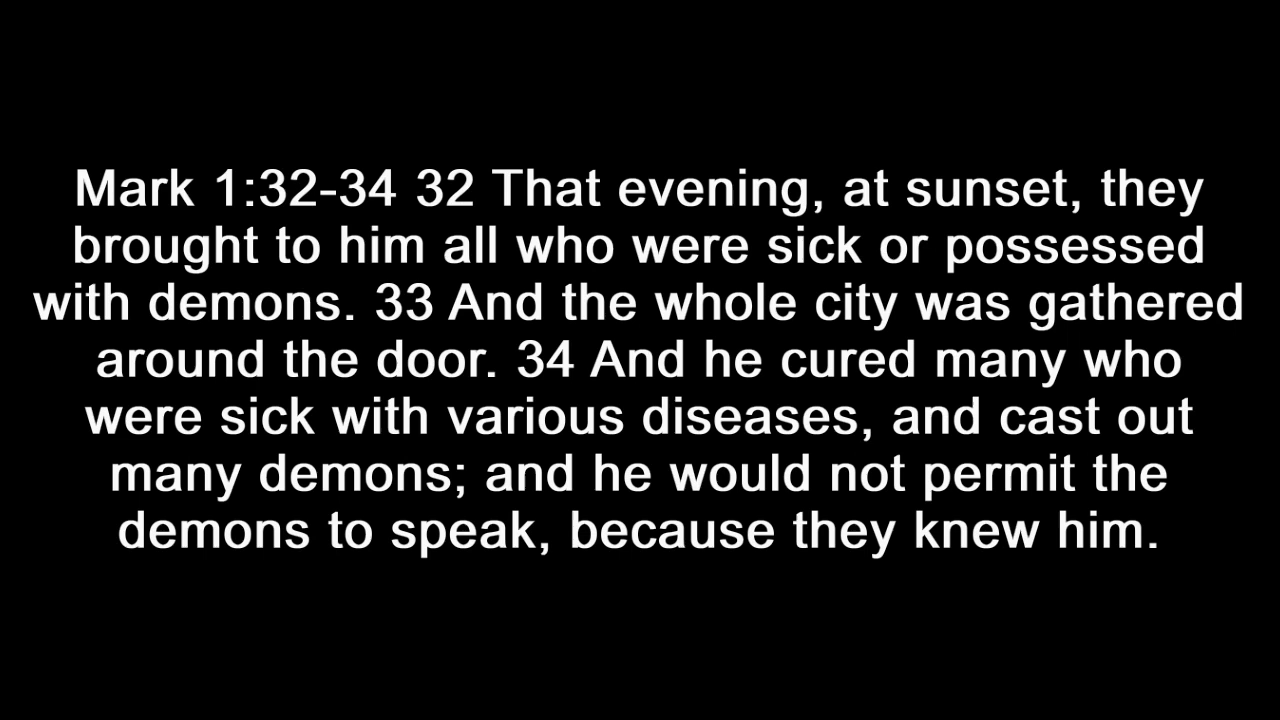 Mark 1:32-34 32 That evening, at sunset, they
brought to him all who were sick or possessed
with demons. 33 And the whole city was gathered
around the door. 34 And he cured many who
were sick with various diseases, and cast out
many demons; and he would not permit the
demons to speak, because they knew him.